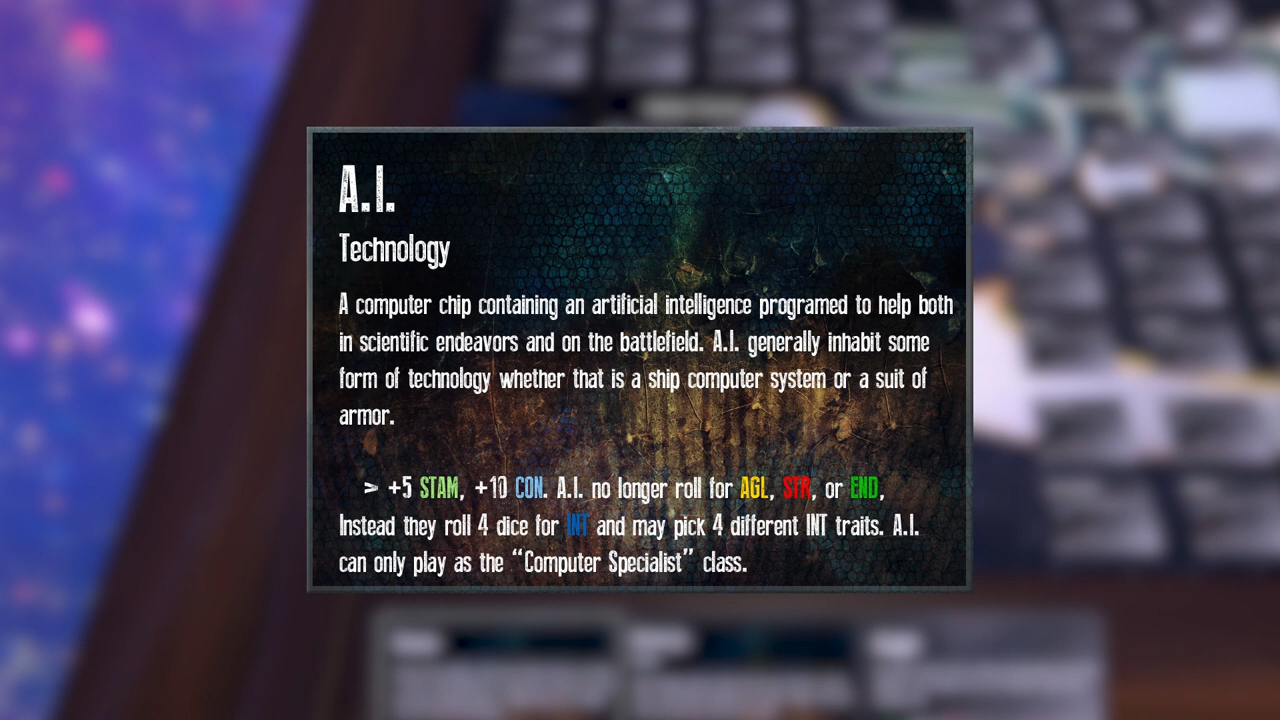 A.I.
Technology
A computer chip containing an artificial intelligence programed to help both
in scientific endeavors and on the battlefield. A.I. generally inhabit some
form of technology whether that is a ship computer system or a suit of
armor.
> +5 STAM, +10 CON. A.I. no longer roll for AGL, STR, or END,
Instead they roll 4 dice for INT and may pick 4 different INT traits. A.I.
can only play as the “Computer Specialist” class.